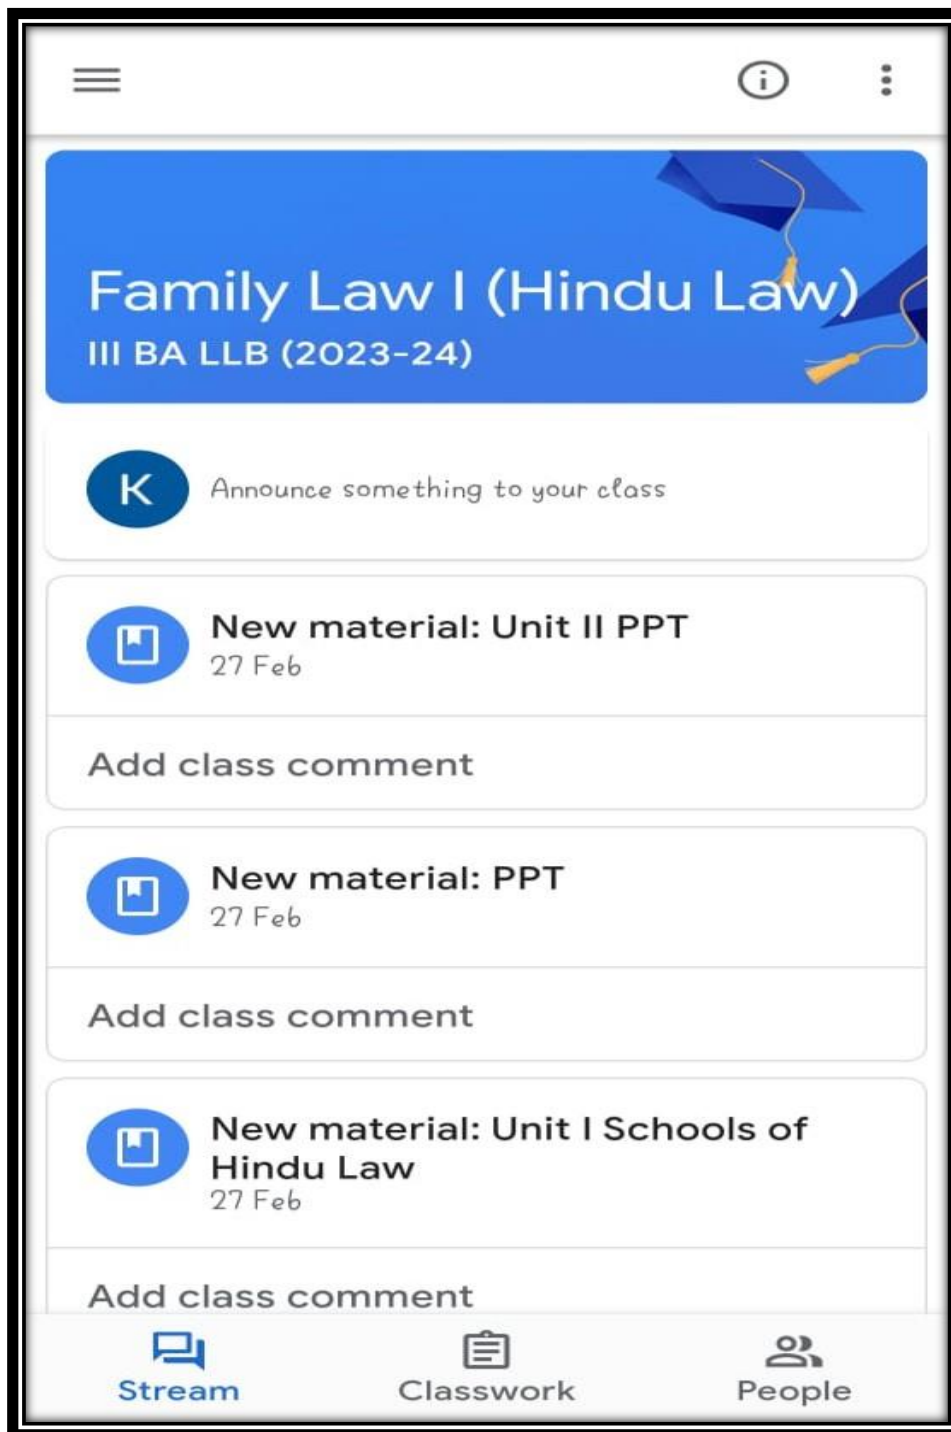 Family Law I (Hindu Law)
III BA LLB (2023-24)
K
Announce something to your class
New material: Unit II PPT
27 Feb
Add class comment
New material: PPT
27 Feb
Add class comment
New material: Unit I Schools of
Hindu Law
27 Feb
Add class comment
Stream
Classwork
People